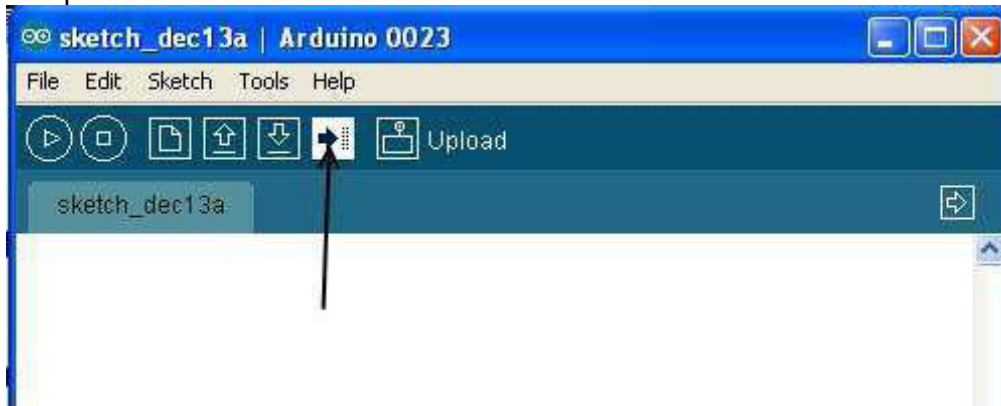 sketch_dec13a | Arduino 0023
File Edit Sketch Tools Help
Upload
sketch_dec13a